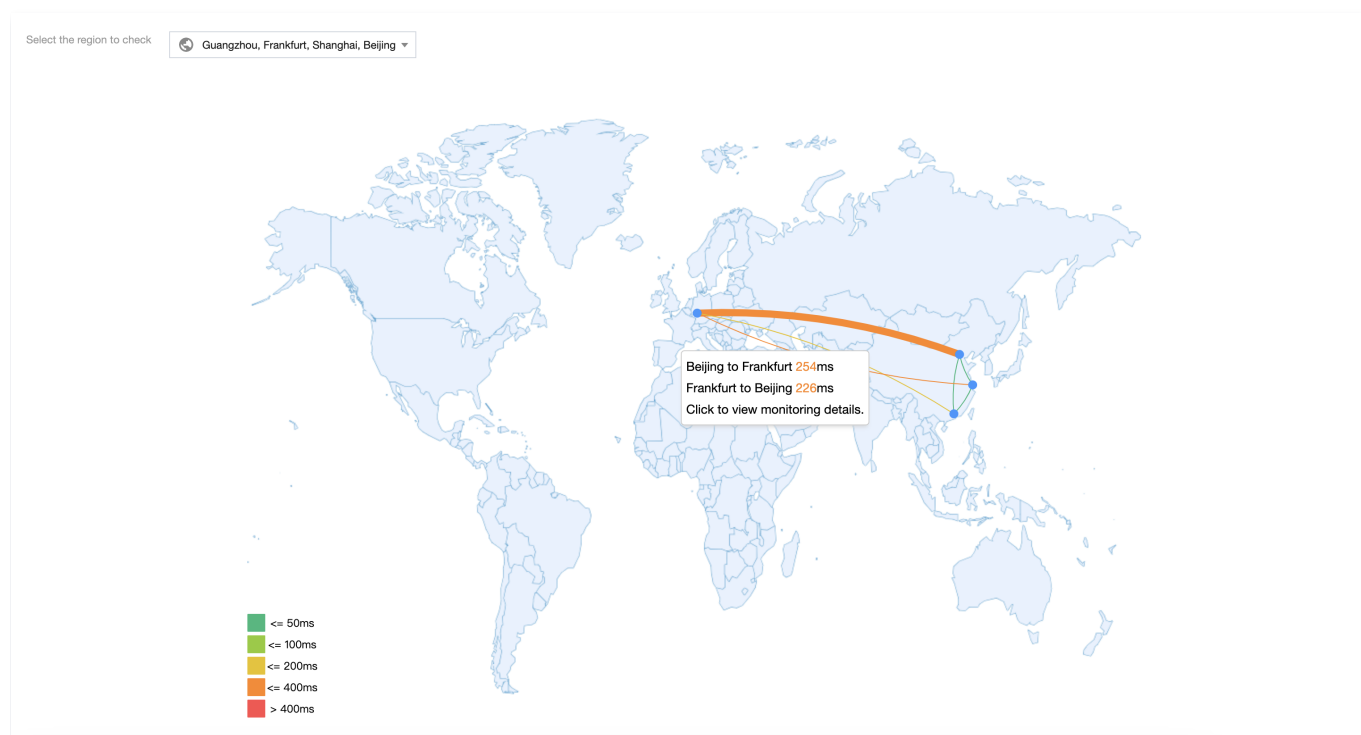 Select the region to check
Guangzhou, Frankfurt, Shanghai, Beijing
Beijing to Frankfurt 254ms
Frankfurt to Beijing 226ms
Click to view monitoring details.
<= 50ms
<= 100ms
<= 200ms
<= 400ms
> 400ms